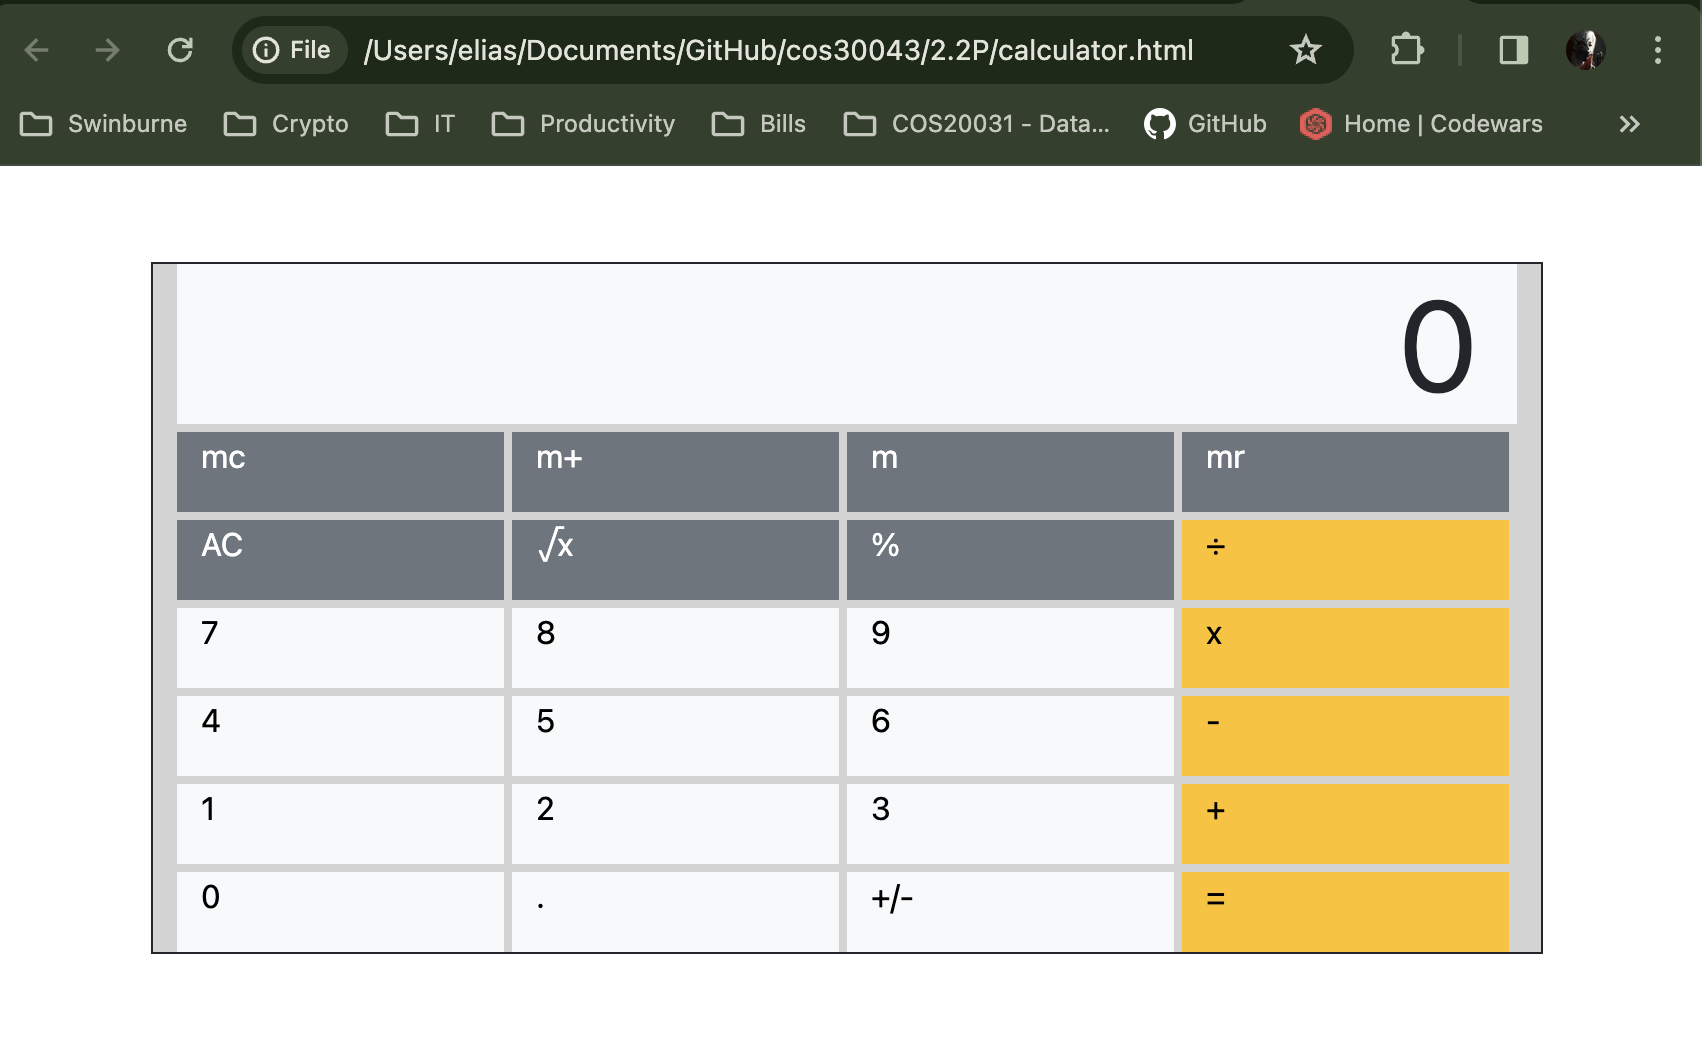 File /Users/elias/Documents/GitHub/cos30043/2.2P/calculator.html
Swinburne Crypto IT Productivity Bills COS20031 - Data... GitHub Home | Codewars »
0
mc m+ m mr
AC √x % ÷
7 8 9 x
4 5 6 -
1 2 3 +
0 . +/- =